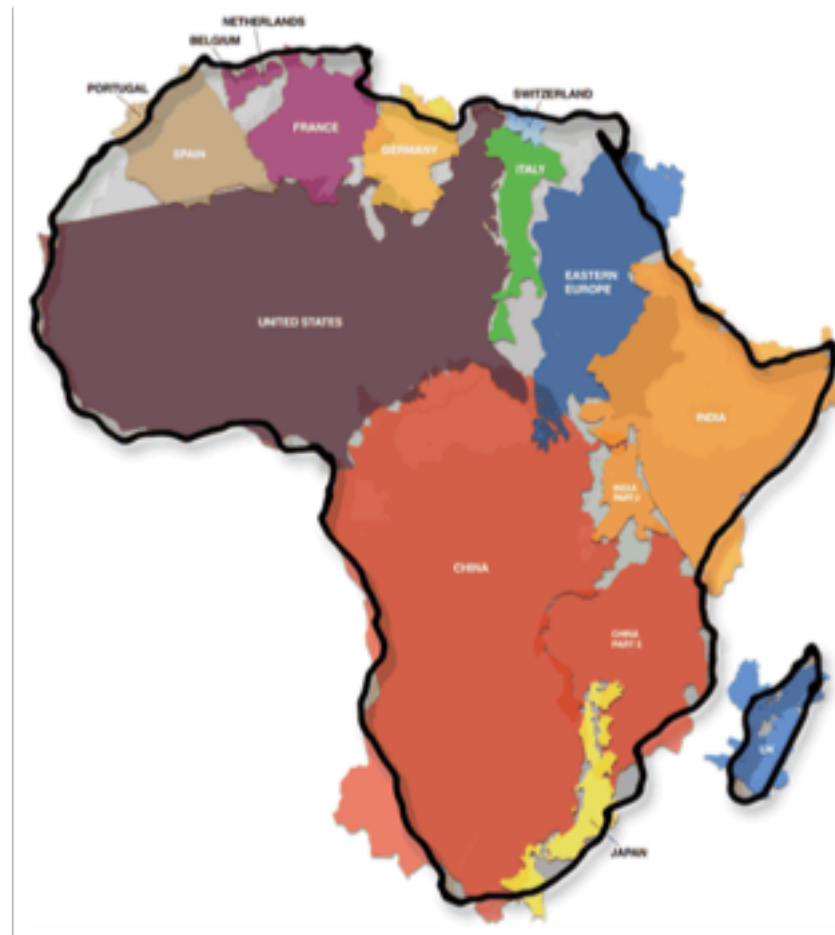 NETHERLANDS
BELGIUM
PORTUGAL
SWITZERLAND
FRANCE
SPAIN
GERMANY
ITALY
EASTERN
EUROPE
UNITED STATES
INDIA
INDIA
PART 2
CHINA
CHINA
PART 2
UK
JAPAN